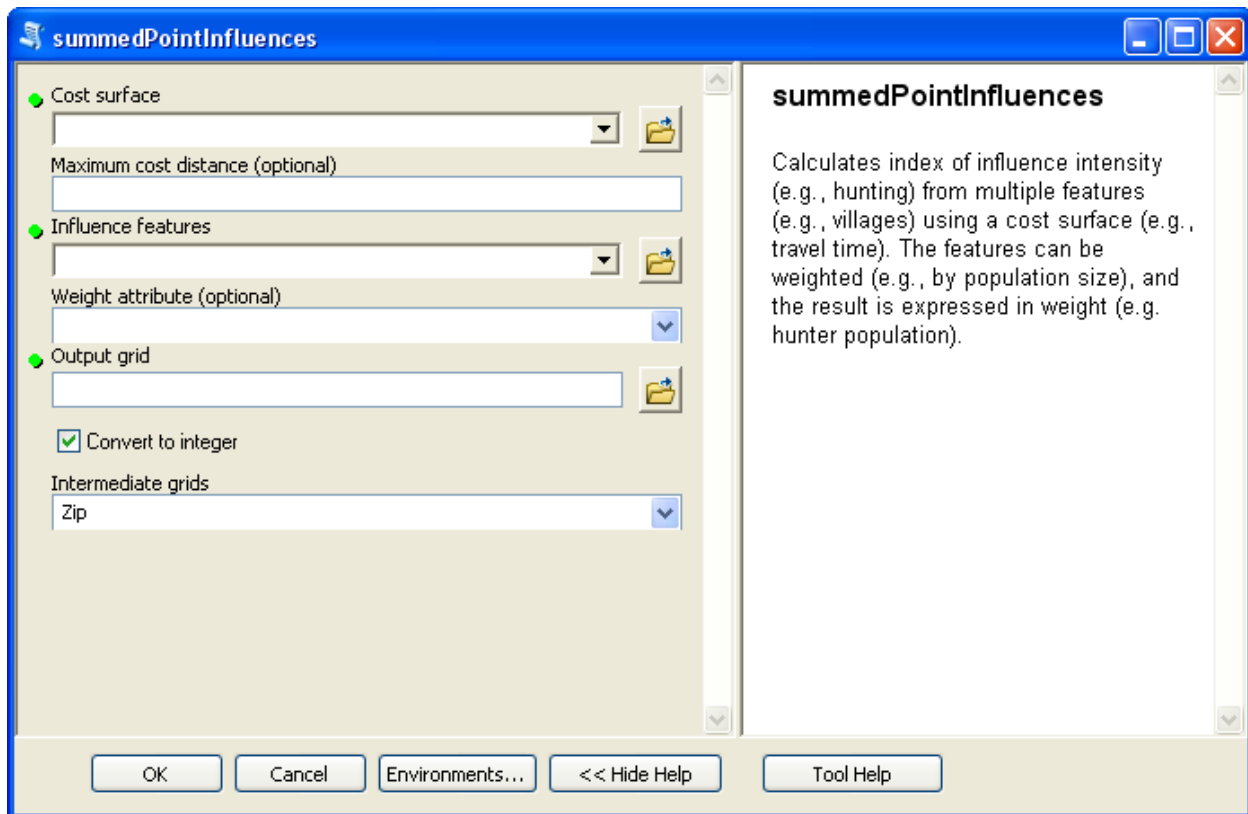 summedPointInfluences
Cost surface
Maximum cost distance (optional)
Influence features
Weight attribute (optional)
Output grid
Convert to integer
Intermediate grids
Zip
summedPointInfluences
Calculates index of influence intensity
(e.g., hunting) from multiple features
(e.g., villages) using a cost surface (e.g.,
travel time). The features can be
weighted (e.g., by population size), and
the result is expressed in weight (e.g.
hunter population).
OK
Cancel
Environments...
<< Hide Help
Tool Help